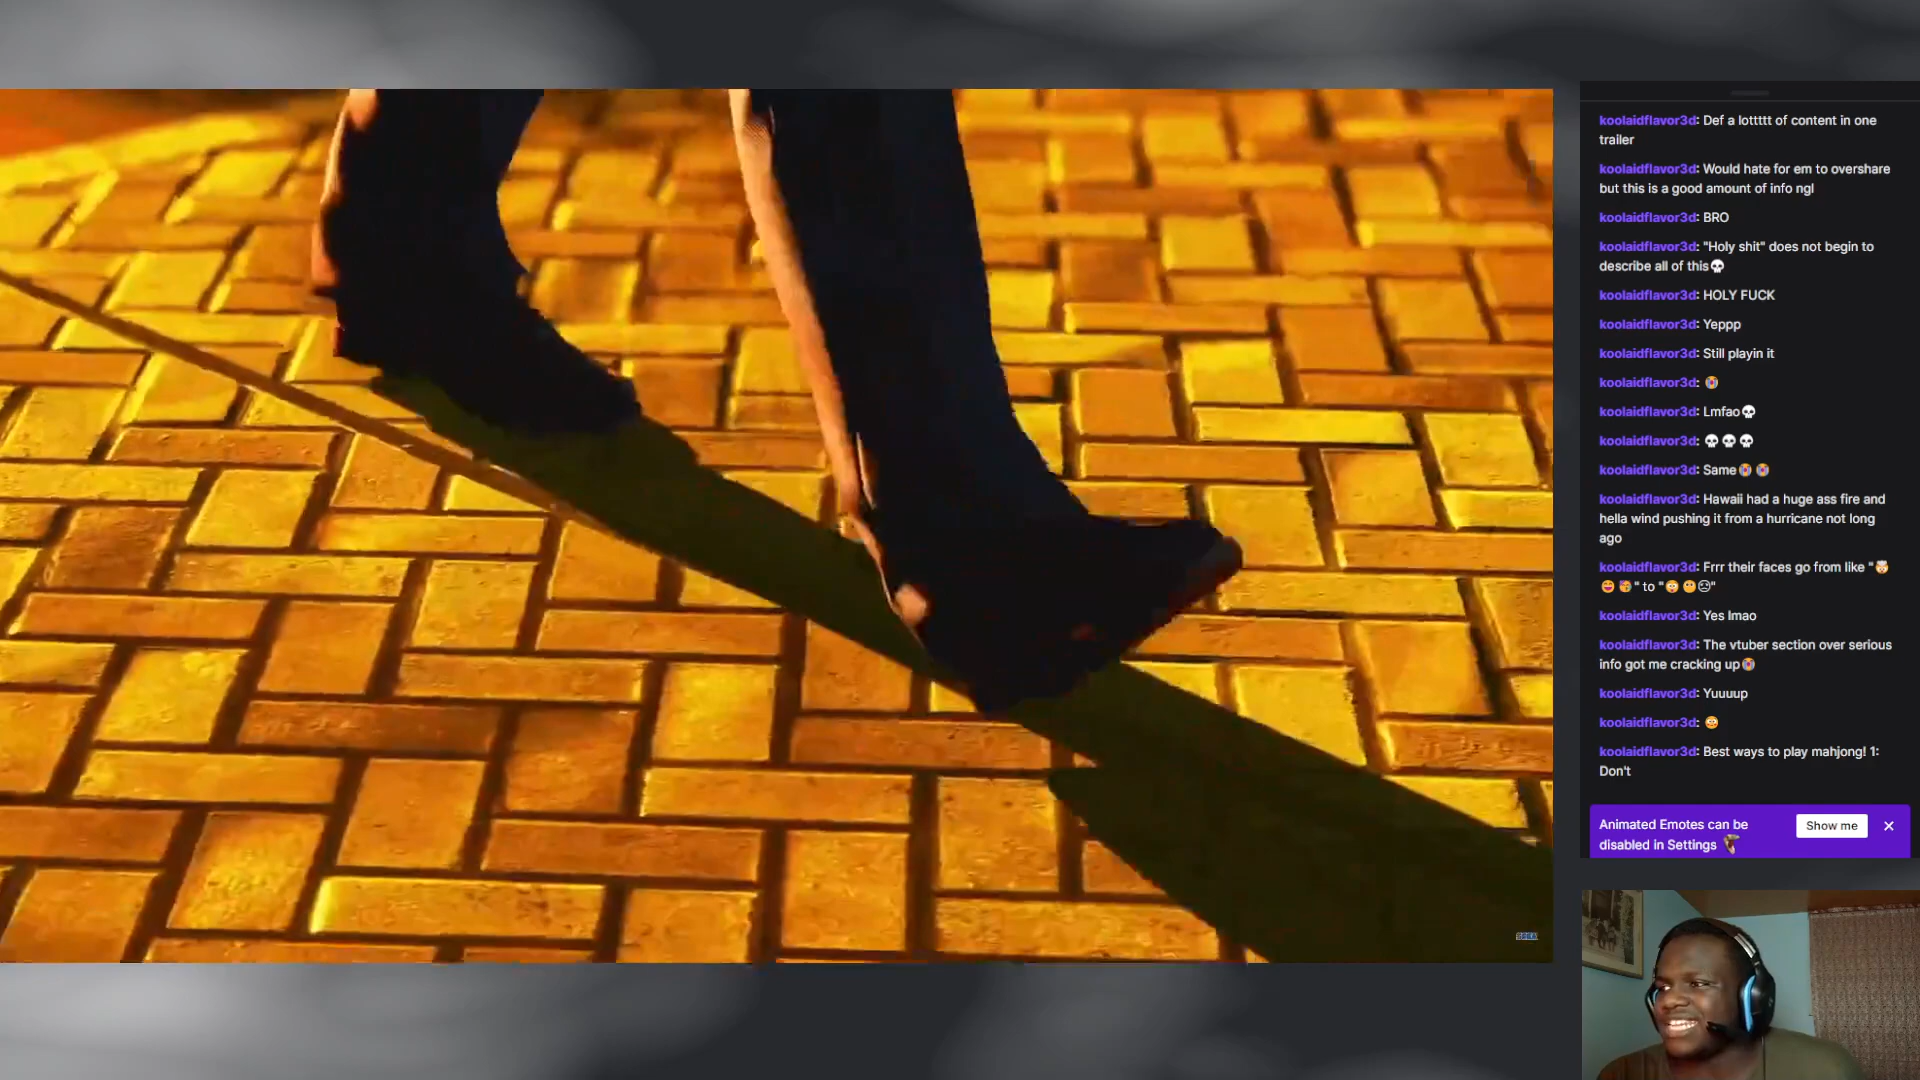 koolaidflavor3d: Def a lottttt of content in one
trailer
koolaidflavor3d: Would hate for em to overshare
but this is a good amount of info ngl
koolaidflavor3d: BRO
koolaidflavor3d: "Holy shit" does not begin to
describe all of this💀
koolaidflavor3d: HOLY FUCK
koolaidflavor3d: Yeppp
koolaidflavor3d: Still playin it
koolaidflavor3d: 😭
koolaidflavor3d: Lmfao💀
koolaidflavor3d: 💀💀💀
koolaidflavor3d: Same😭😭
koolaidflavor3d: Hawaii had a huge ass fire and
hella wind pushing it from a hurricane not long
ago
koolaidflavor3d: Frrr their faces go from like "🤯
😄🥳" to "😳😬☹"
koolaidflavor3d: Yes lmao
koolaidflavor3d: The vtuber section over serious
info got me cracking up😭
koolaidflavor3d: Yuuuup
koolaidflavor3d: 😳
koolaidflavor3d: Best ways to play mahjong! 1:
Don't
Animated Emotes can be
disabled in Settings
Show me
SEGA